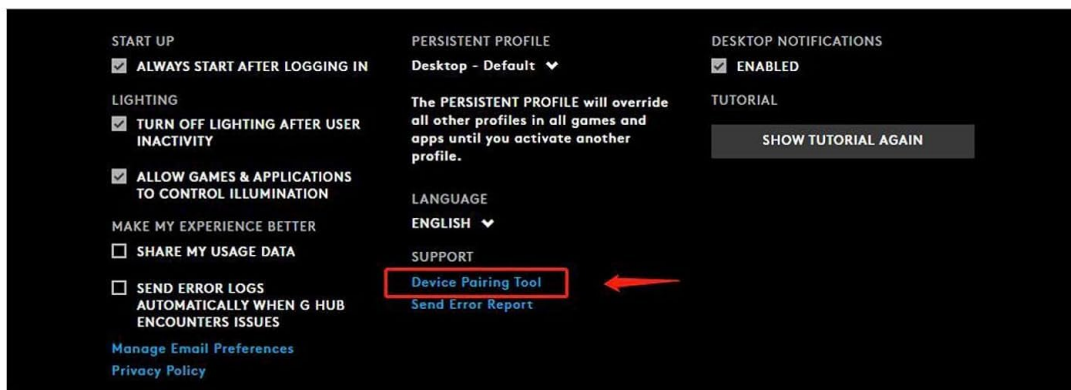 START UP
ALWAYS START AFTER LOGGING IN
LIGHTING
TURN OFF LIGHTING AFTER USER
INACTIVITY
ALLOW GAMES & APPLICATIONS
TO CONTROL ILLUMINATION
MAKE MY EXPERIENCE BETTER
SHARE MY USAGE DATA
SEND ERROR LOGS
AUTOMATICALLY WHEN G HUB
ENCOUNTERS ISSUES
Manage Email Preferences
Privacy Policy
PERSISTENT PROFILE
Desktop - Default
The PERSISTENT PROFILE will override
all other profiles in all games and
apps until you activate another
profile.
LANGUAGE
ENGLISH
SUPPORT
Device Pairing Tool
Send Error Report
DESKTOP NOTIFICATIONS
ENABLED
TUTORIAL
SHOW TUTORIAL AGAIN